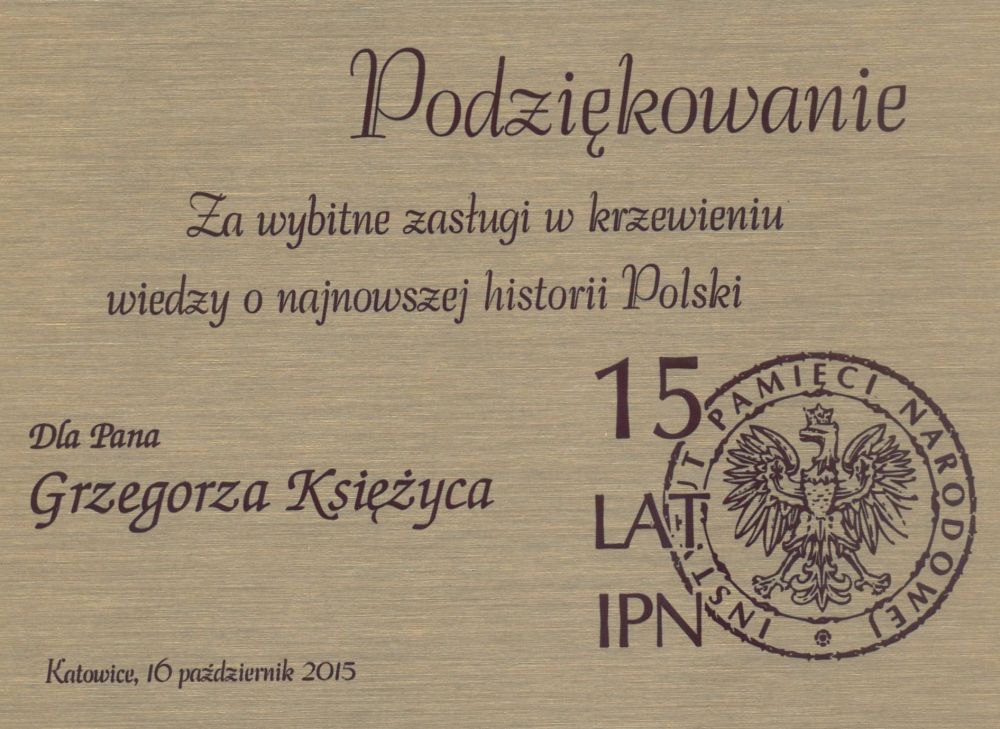 Podziękowanie
Za wybitne zasługi w krzewieniu
wiedzy o najnowszej historii Polski
Dla Pana
Grzegorza Księżyca
15
LAT
IPN
PAMIĘCI NARODOWEJ
Katowice, 16 październik 2015